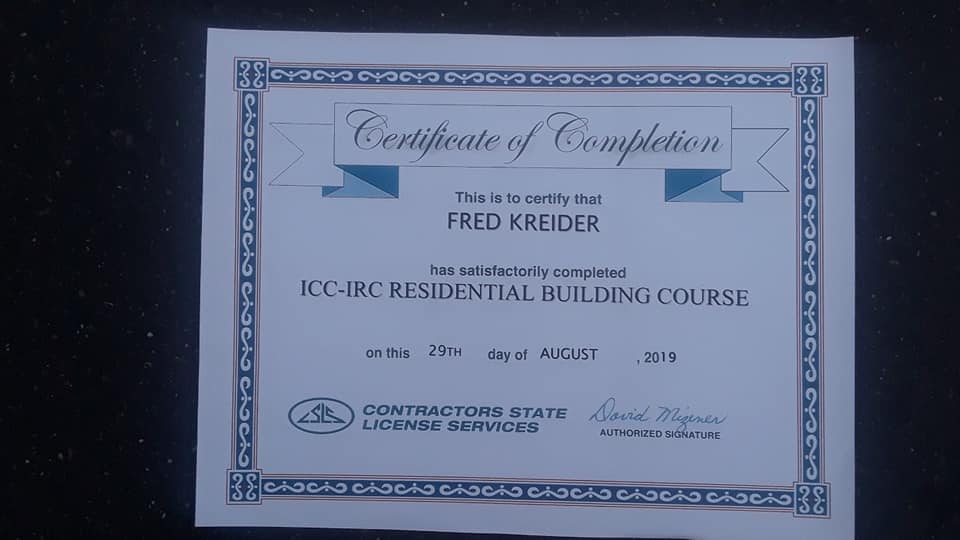 Certificate of Completion
This is to certify that
FRED KREIDER
has satisfactorily completed
ICC-IRC RESIDENTIAL BUILDING COURSE
on this 29TH day of AUGUST , 2019
CSLS
CONTRACTORS STATE
LICENSE SERVICES
David
AUTHORIZED SIGNATURE